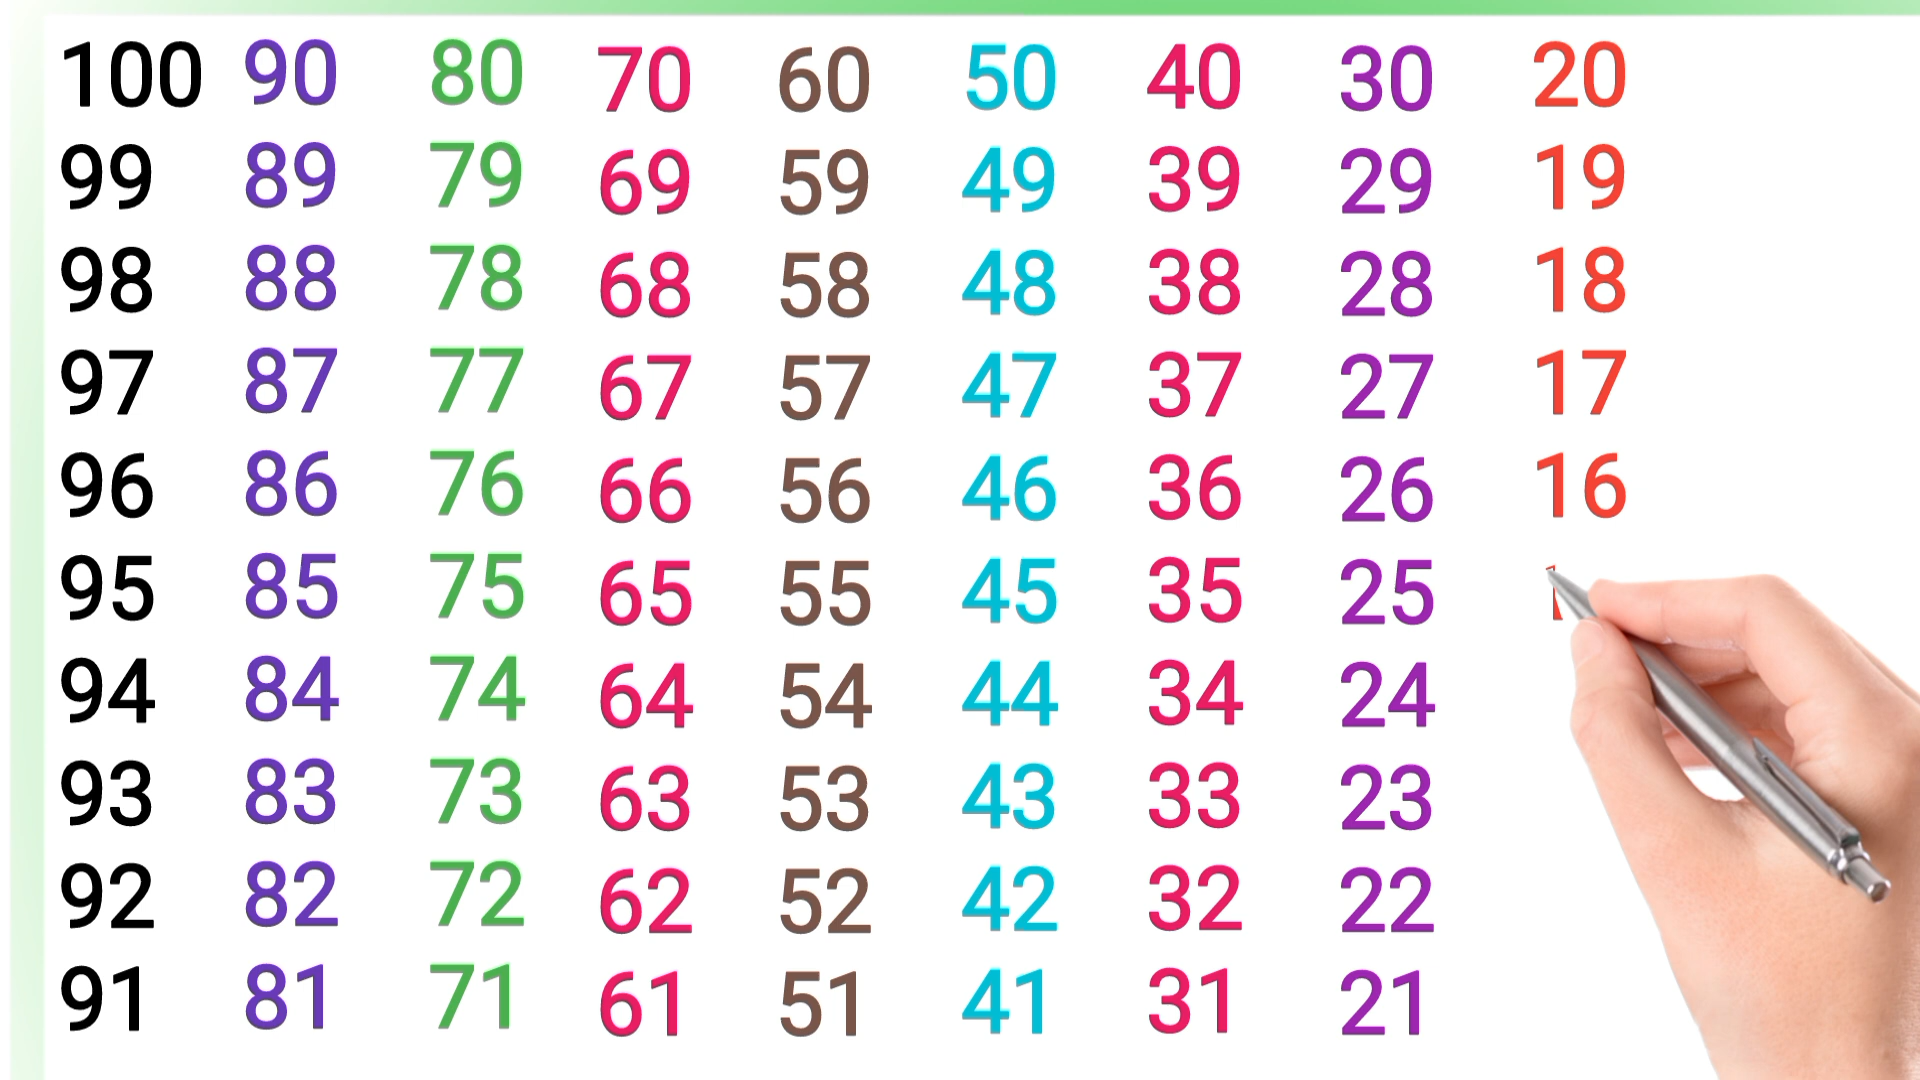 100 90 80 70 60 50 40 30 20
99 89 79 69 59 49 39 29 19
98 88 78 68 58 48 38 28 18
97 87 77 67 57 47 37 27 17
96 86 76 66 56 46 36 26 16
95 85 75 65 55 45 35 25
94 84 74 64 54 44 34 24
93 83 73 63 53 43 33 23
92 82 72 62 52 42 32 22
91 81 71 61 51 41 31 21